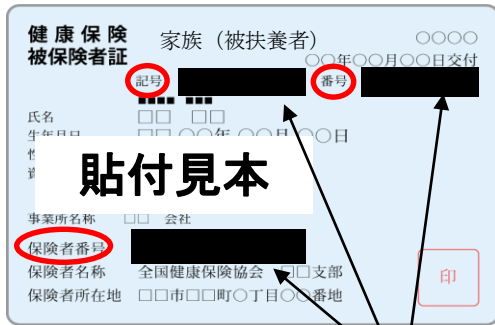 健康保険
被保険者証
家族（被扶養者）
○○○○
○○年○○月○○日交付
記号
番号
■■■■ ■■■
氏名 □□ □□
生年月日 □□ ○○年 ○○月 ○○日
貼付見本
事業所名称 □□ 会社
保険者番号
保険者名称 全国健康保険協会 □□支部
保険者所在地 □□市□□町○丁目○○番地
印